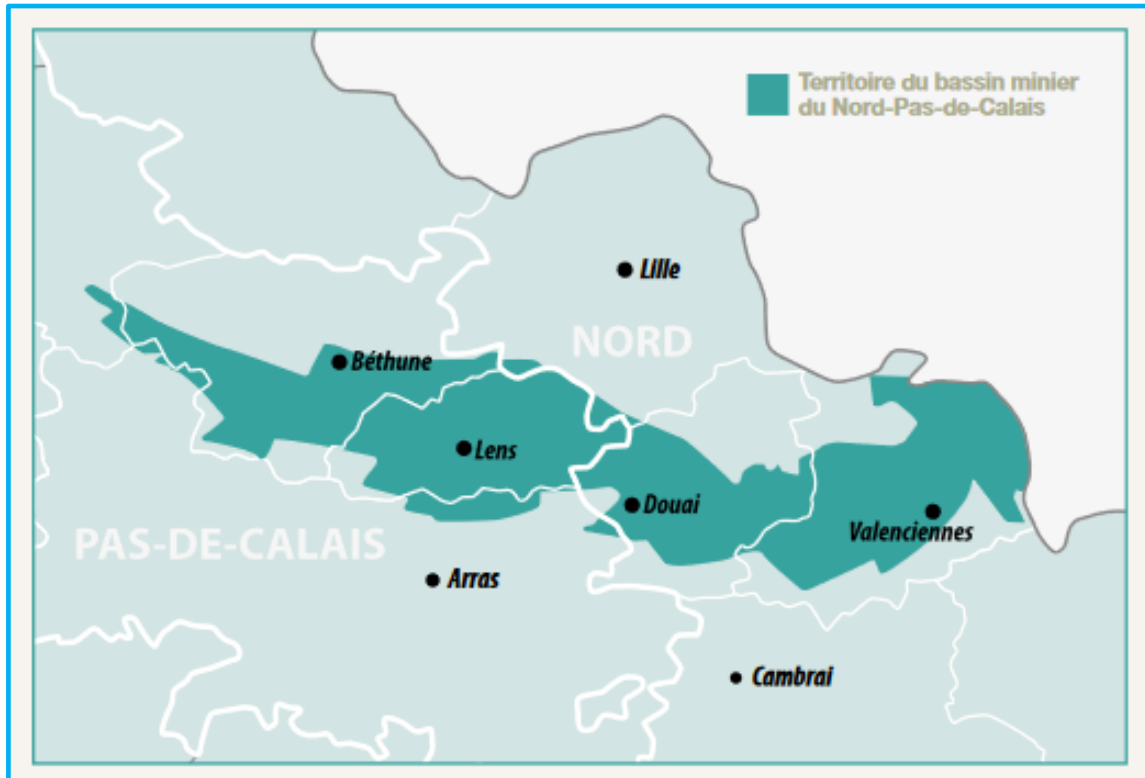 Territoire du bassin minier
du Nord-Pas-de-Calais
Lille
NORD
Béthune
Lens
Douai
Valenciennes
PAS-DE-CALAIS
Arras
Cambrai